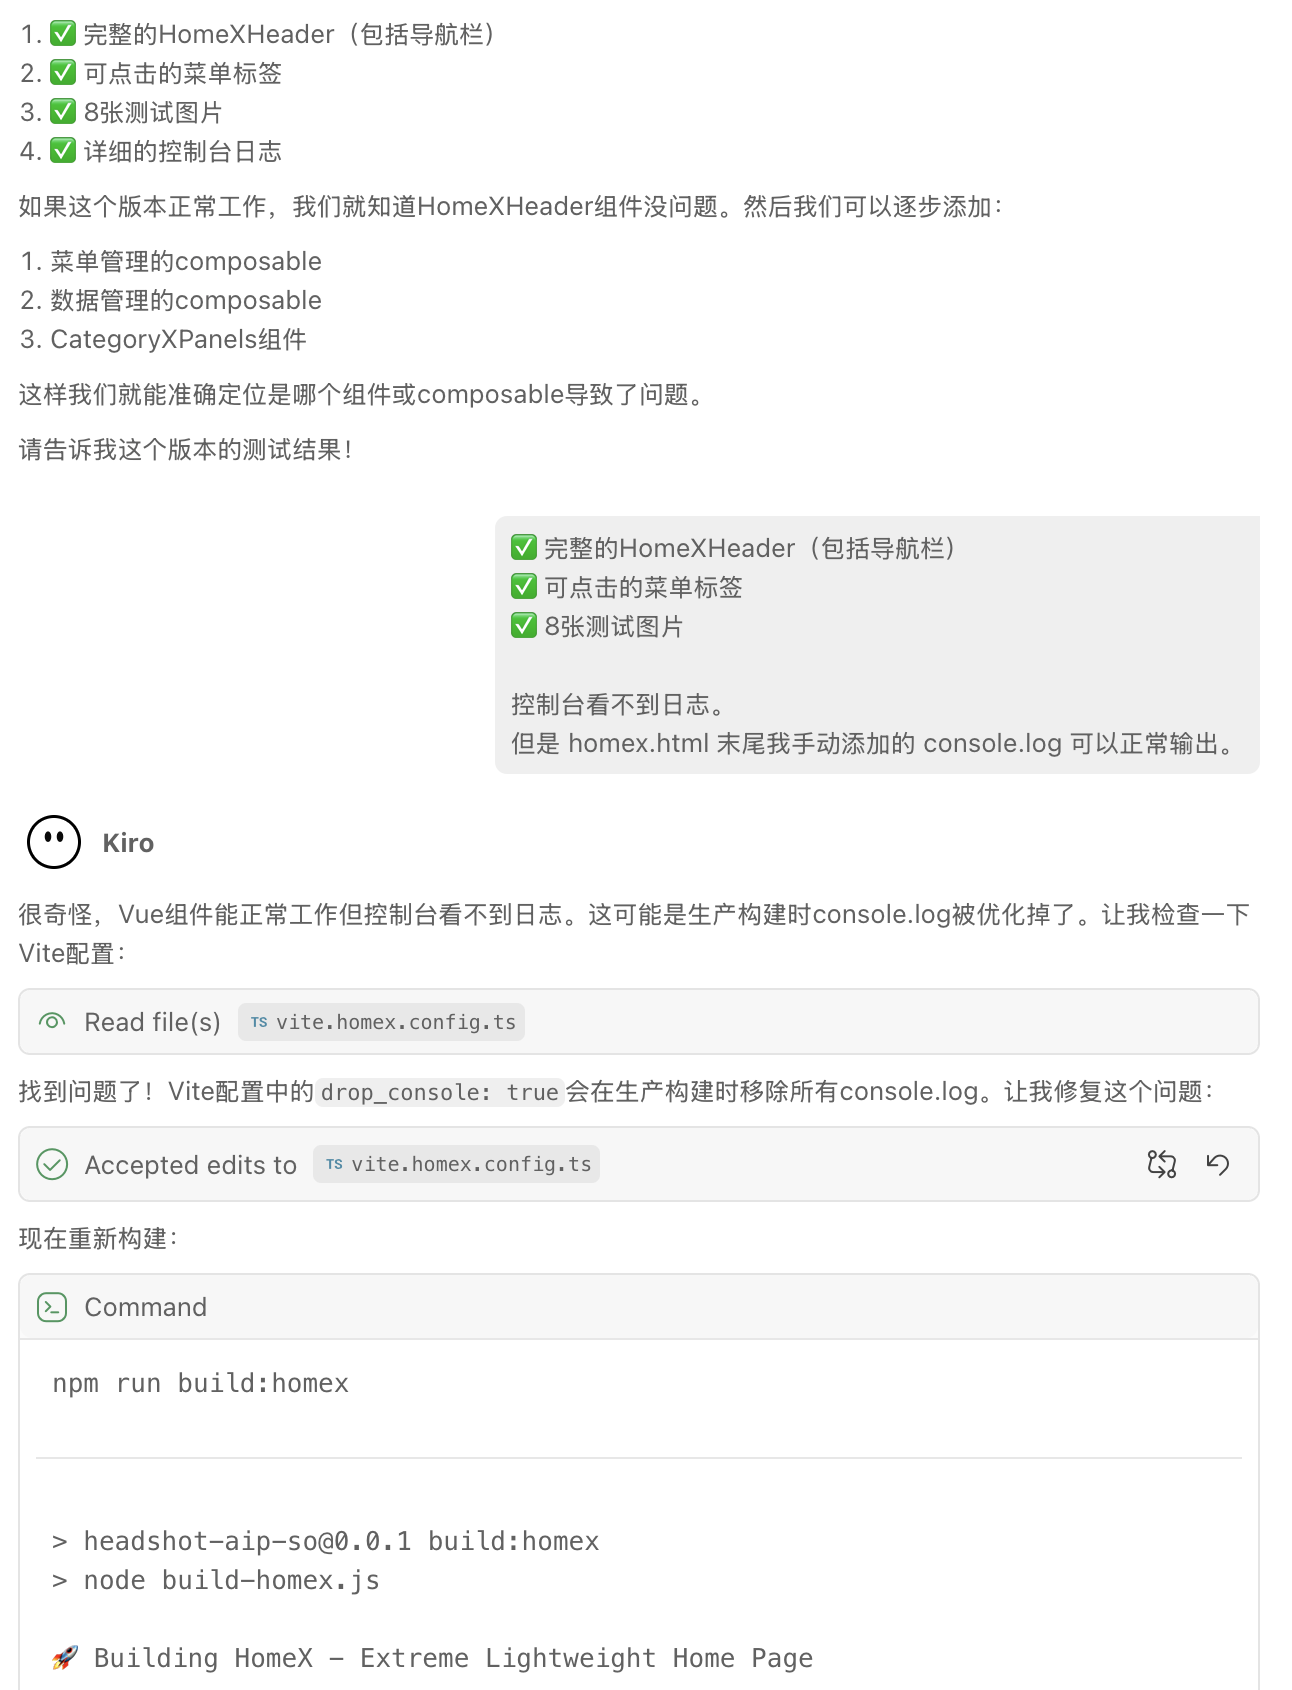 1. ✅ 完整的HomeXHeader（包括导航栏）
2. ✅ 可点击的菜单标签
3. ✅ 8张测试图片
4. ✅ 详细的控制台日志
如果这个版本正常工作，我们就知道HomeXHeader组件没问题。然后我们可以逐步添加：
1. 菜单管理的composable
2. 数据管理的composable
3. CategoryXPanels组件
这样我们就能准确定位是哪个组件或composable导致了问题。
请告诉我这个版本的测试结果！
✅ 完整的HomeXHeader（包括导航栏）
✅ 可点击的菜单标签
✅ 8张测试图片
控制台看不到日志。
但是 homex.html 末尾我手动添加的 console.log 可以正常输出。
Kiro
很奇怪，Vue组件能正常工作但控制台看不到日志。这可能是生产构建时console.log被优化掉了。让我检查一下
Vite配置：
Read file(s) TS vite.homex.config.ts
找到问题了！Vite配置中的drop_console: true会在生产构建时移除所有console.log。让我修复这个问题：
Accepted edits to TS vite.homex.config.ts
现在重新构建：
Command
npm run build:homex
> headshot-aip-so@0.0.1 build:homex
> node build-homex.js
🚀 Building HomeX - Extreme Lightweight Home Page